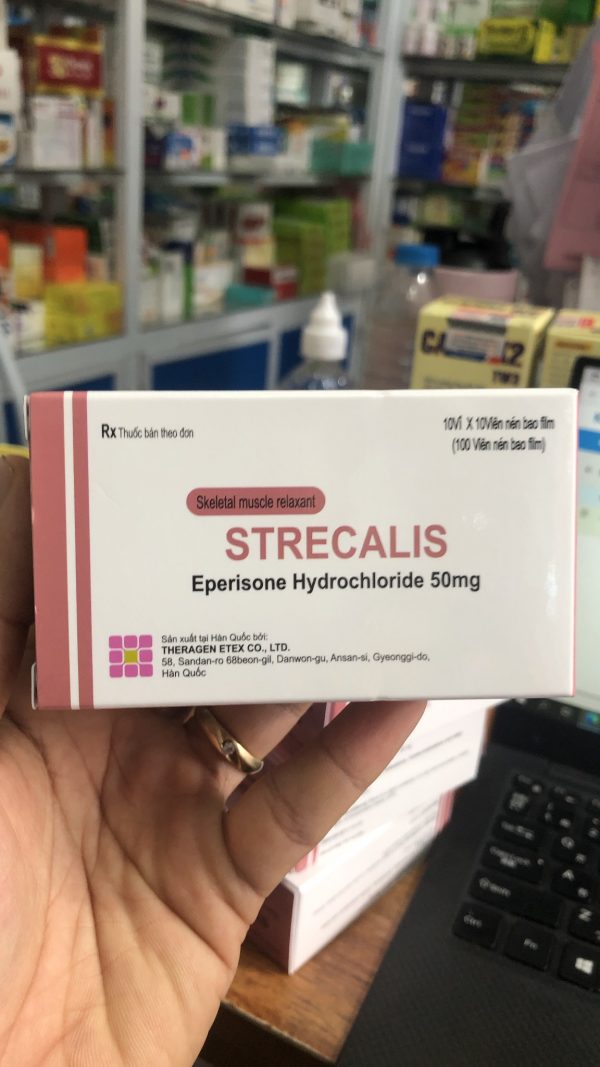 Rx Thuốc bán theo đơn
10VỈ X 10Viên nén bao film
(100 Viên nén bao film)
Skeletal muscle relaxant
STRECALIS
Eperisone Hydrochloride 50mg
Sản xuất tại Hàn Quốc bởi:
THERAGEN ETEX CO., LTD.
58, Sandan-ro 68beon-gil, Danwon-gu, Ansan-si, Gyeonggi-do,
Hàn Quốc